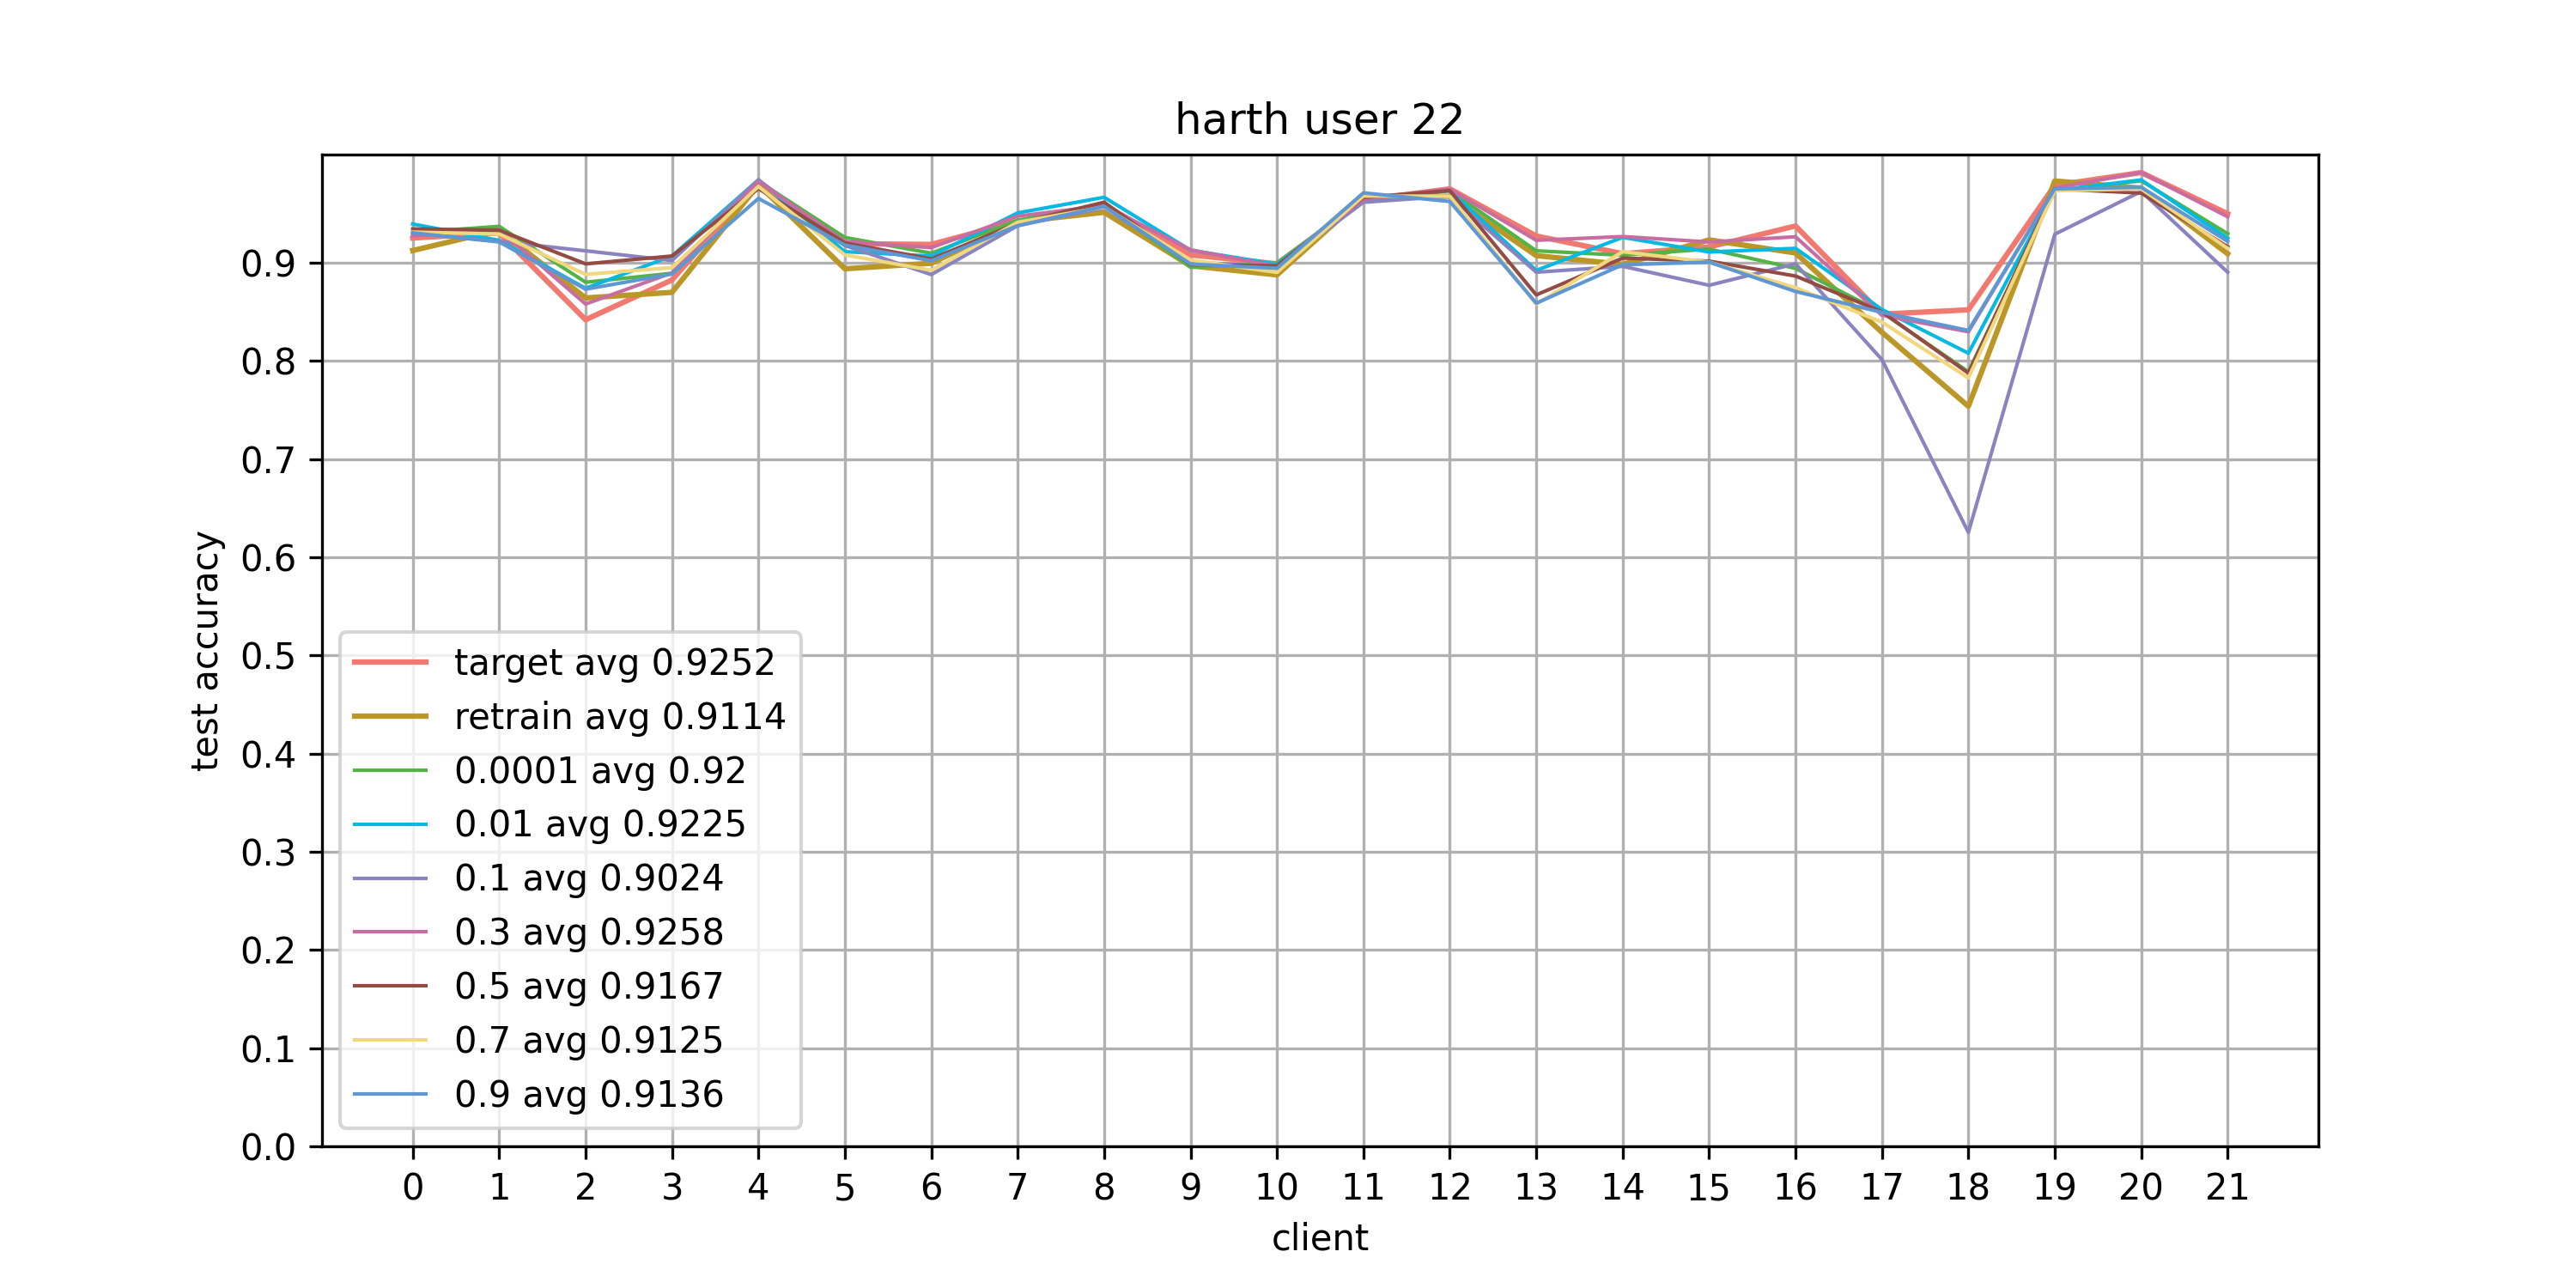 harth user 22
test accuracy
0.9
0.8
0.7
0.6
0.5
0.4
0.3
0.2
0.1
0.0
target avg 0.9252
retrain avg 0.9114
0.0001 avg 0.92
0.01 avg 0.9225
0.1 avg 0.9024
0.3 avg 0.9258
0.5 avg 0.9167
0.7 avg 0.9125
0.9 avg 0.9136
0 1 2 3 4 5 6 7 8 9 10 11 12 13 14 15 16 17 18 19 20 21
client